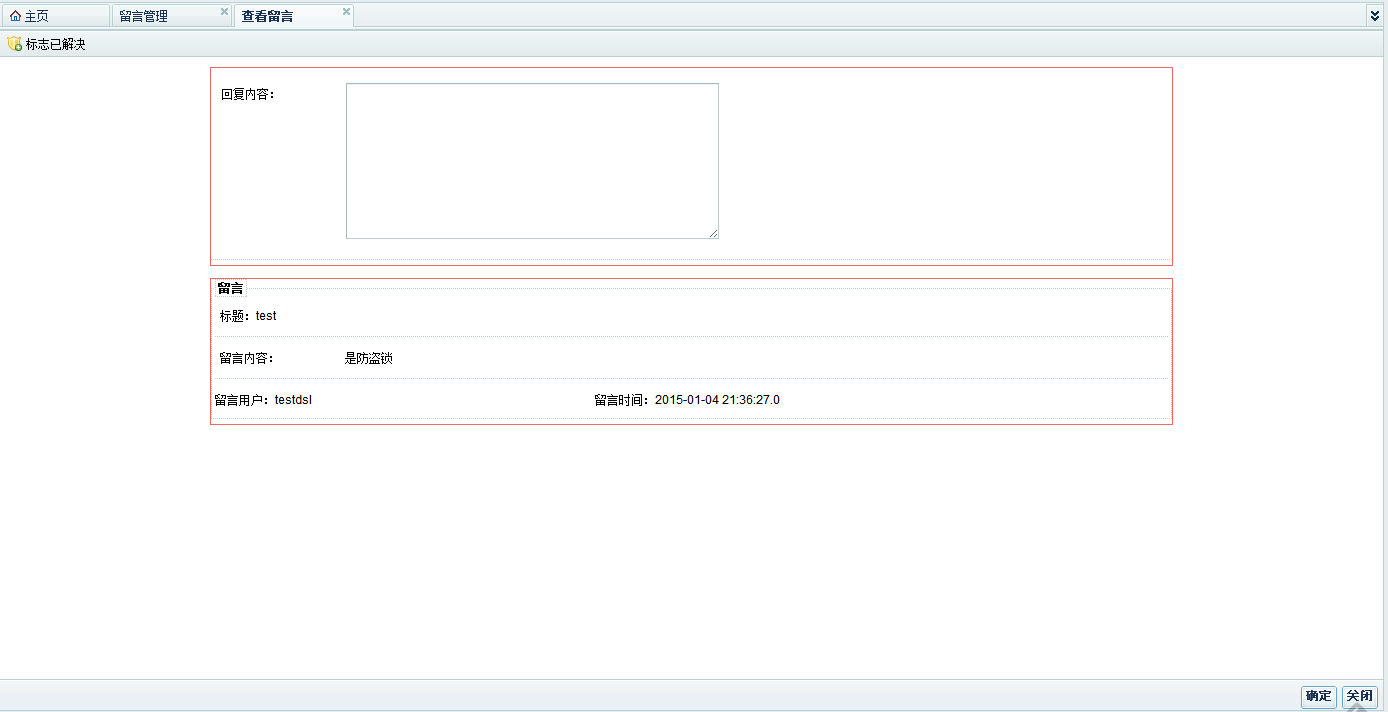 主页 留言管理 查看留言
标志已解决
回复内容：
留言
标题：test
留言内容： 是防盗锁
留言用户：testdsl 留言时间：2015-01-04 21:36:27.0
确定 关闭